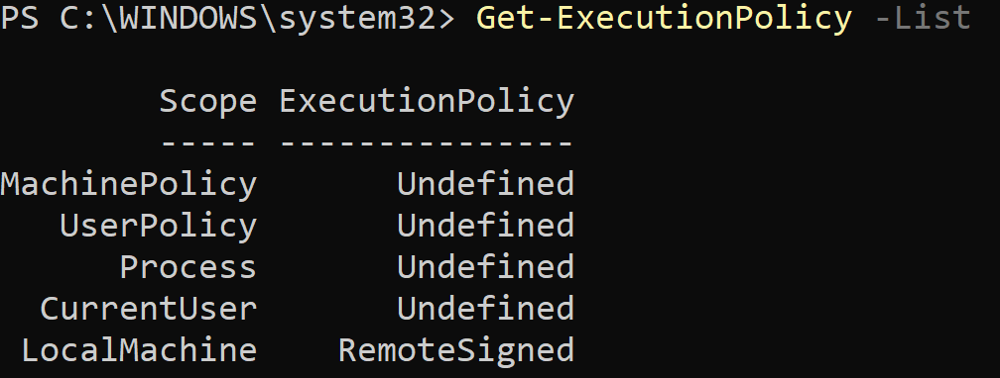 PS C:\WINDOWS\system32> Get-ExecutionPolicy -List
Scope ExecutionPolicy
----- ---------------
MachinePolicy Undefined
UserPolicy Undefined
Process Undefined
CurrentUser Undefined
LocalMachine RemoteSigned